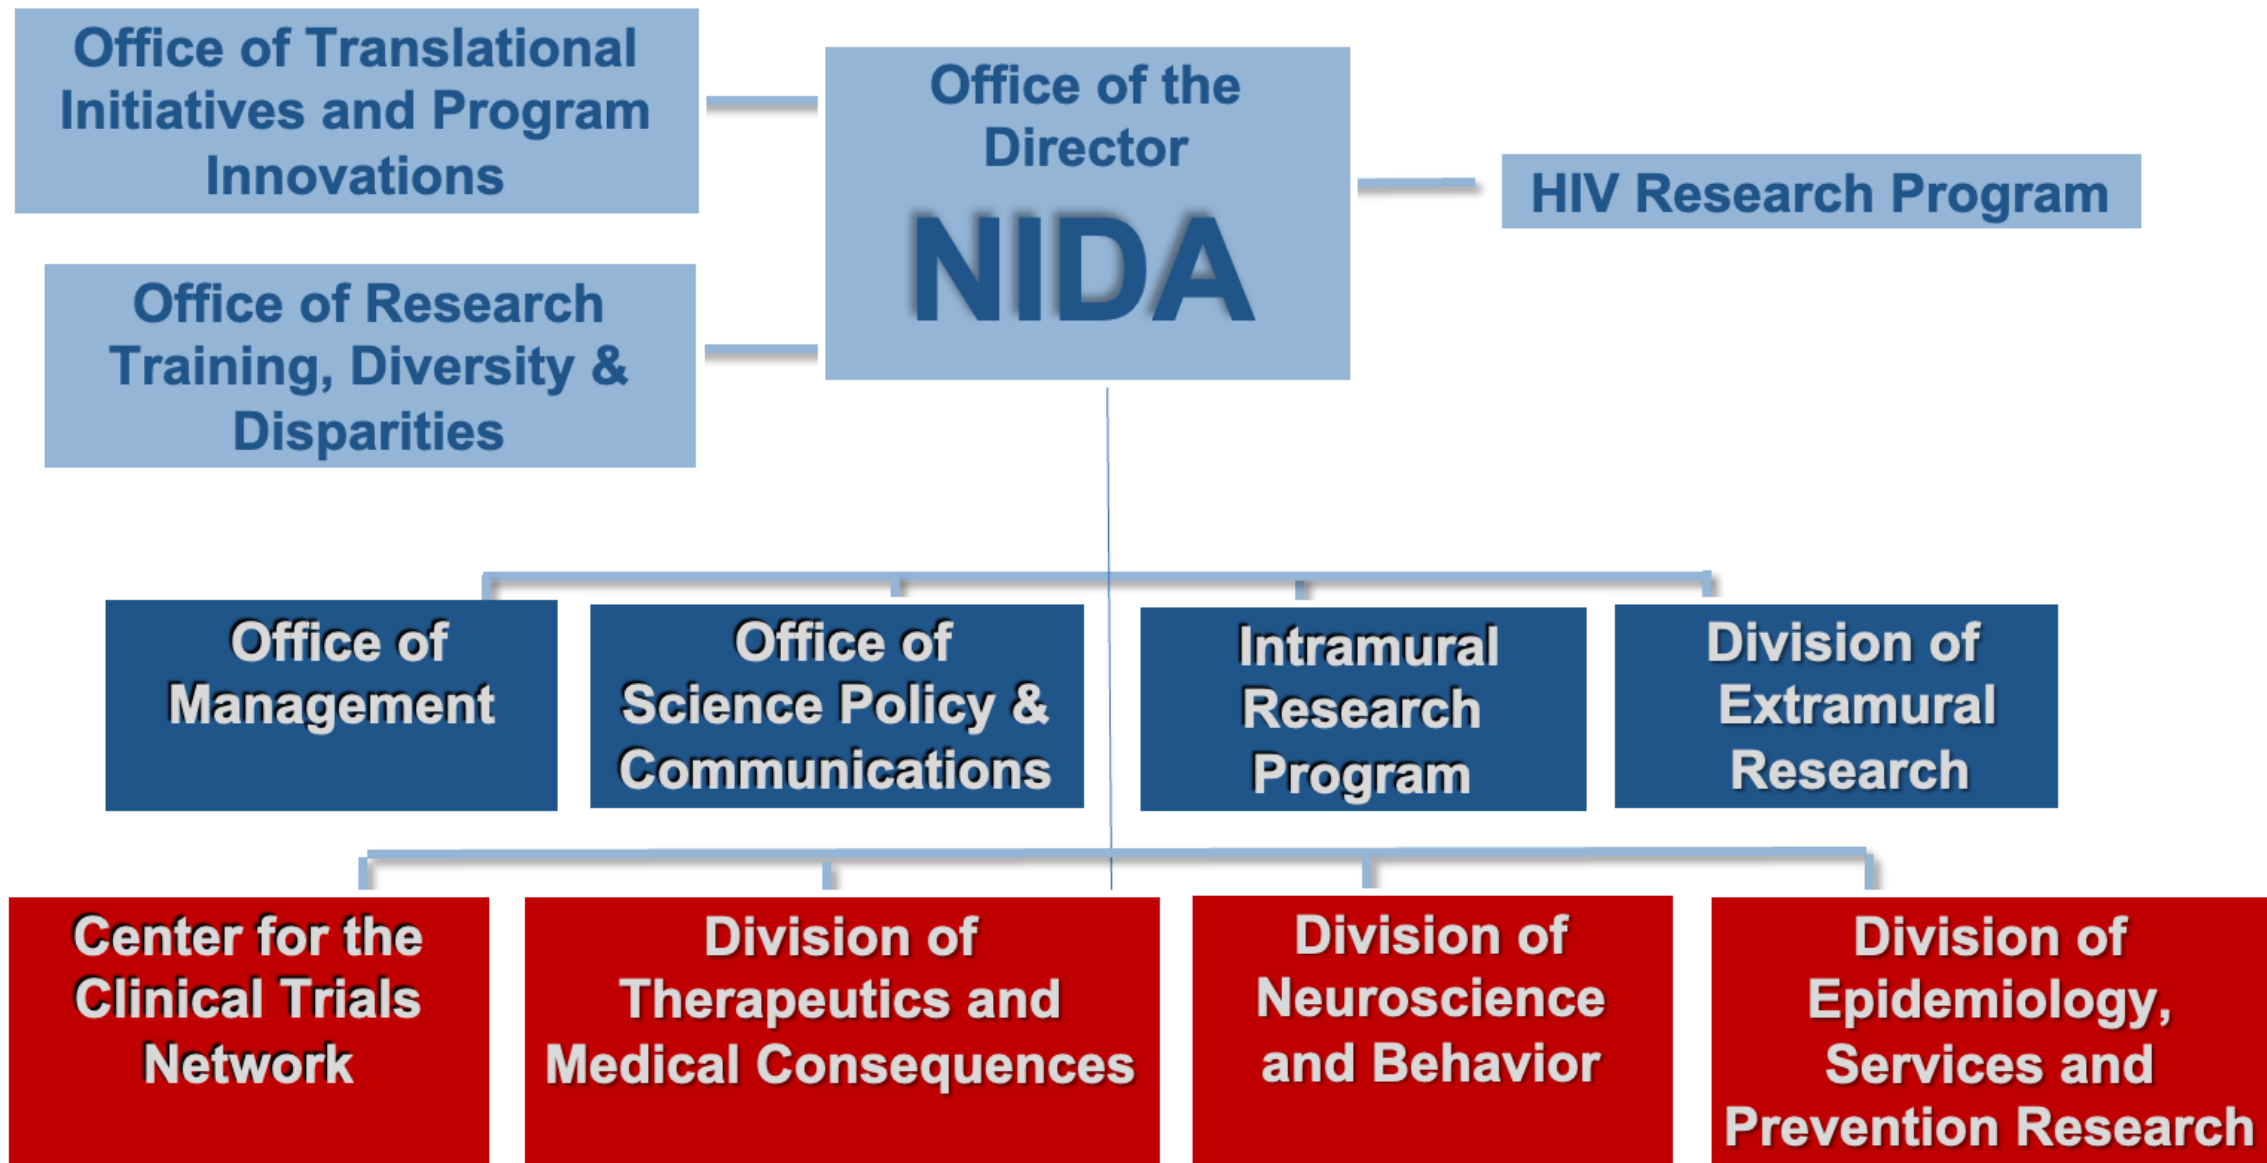 Office of Translational
Initiatives and Program
Innovations
Office of the
Director
NIDA
HIV Research Program
Office of Research
Training, Diversity &
Disparities
Office of
Management
Office of
Science Policy &
Communications
Intramural
Research
Program
Division of
Extramural
Research
Center for the
Clinical Trials
Network
Division of
Therapeutics and
Medical Consequences
Division of
Neuroscience
and Behavior
Division of
Epidemiology,
Services and
Prevention Research